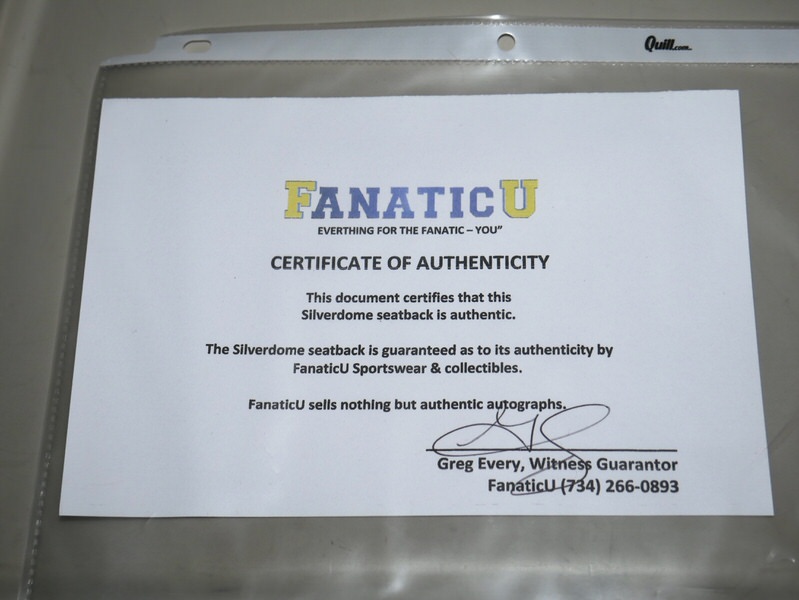 Quill.com
FANATICU
EVERTHING FOR THE FANATIC – YOU”
CERTIFICATE OF AUTHENTICITY
This document certifies that this
Silverdome seatback is authentic.
The Silverdome seatback is guaranteed as to its authenticity by
FanaticU Sportswear & collectibles.
FanaticU sells nothing but authentic autographs.
Greg Every, Witness Guarantor
FanaticU (734) 266-0893